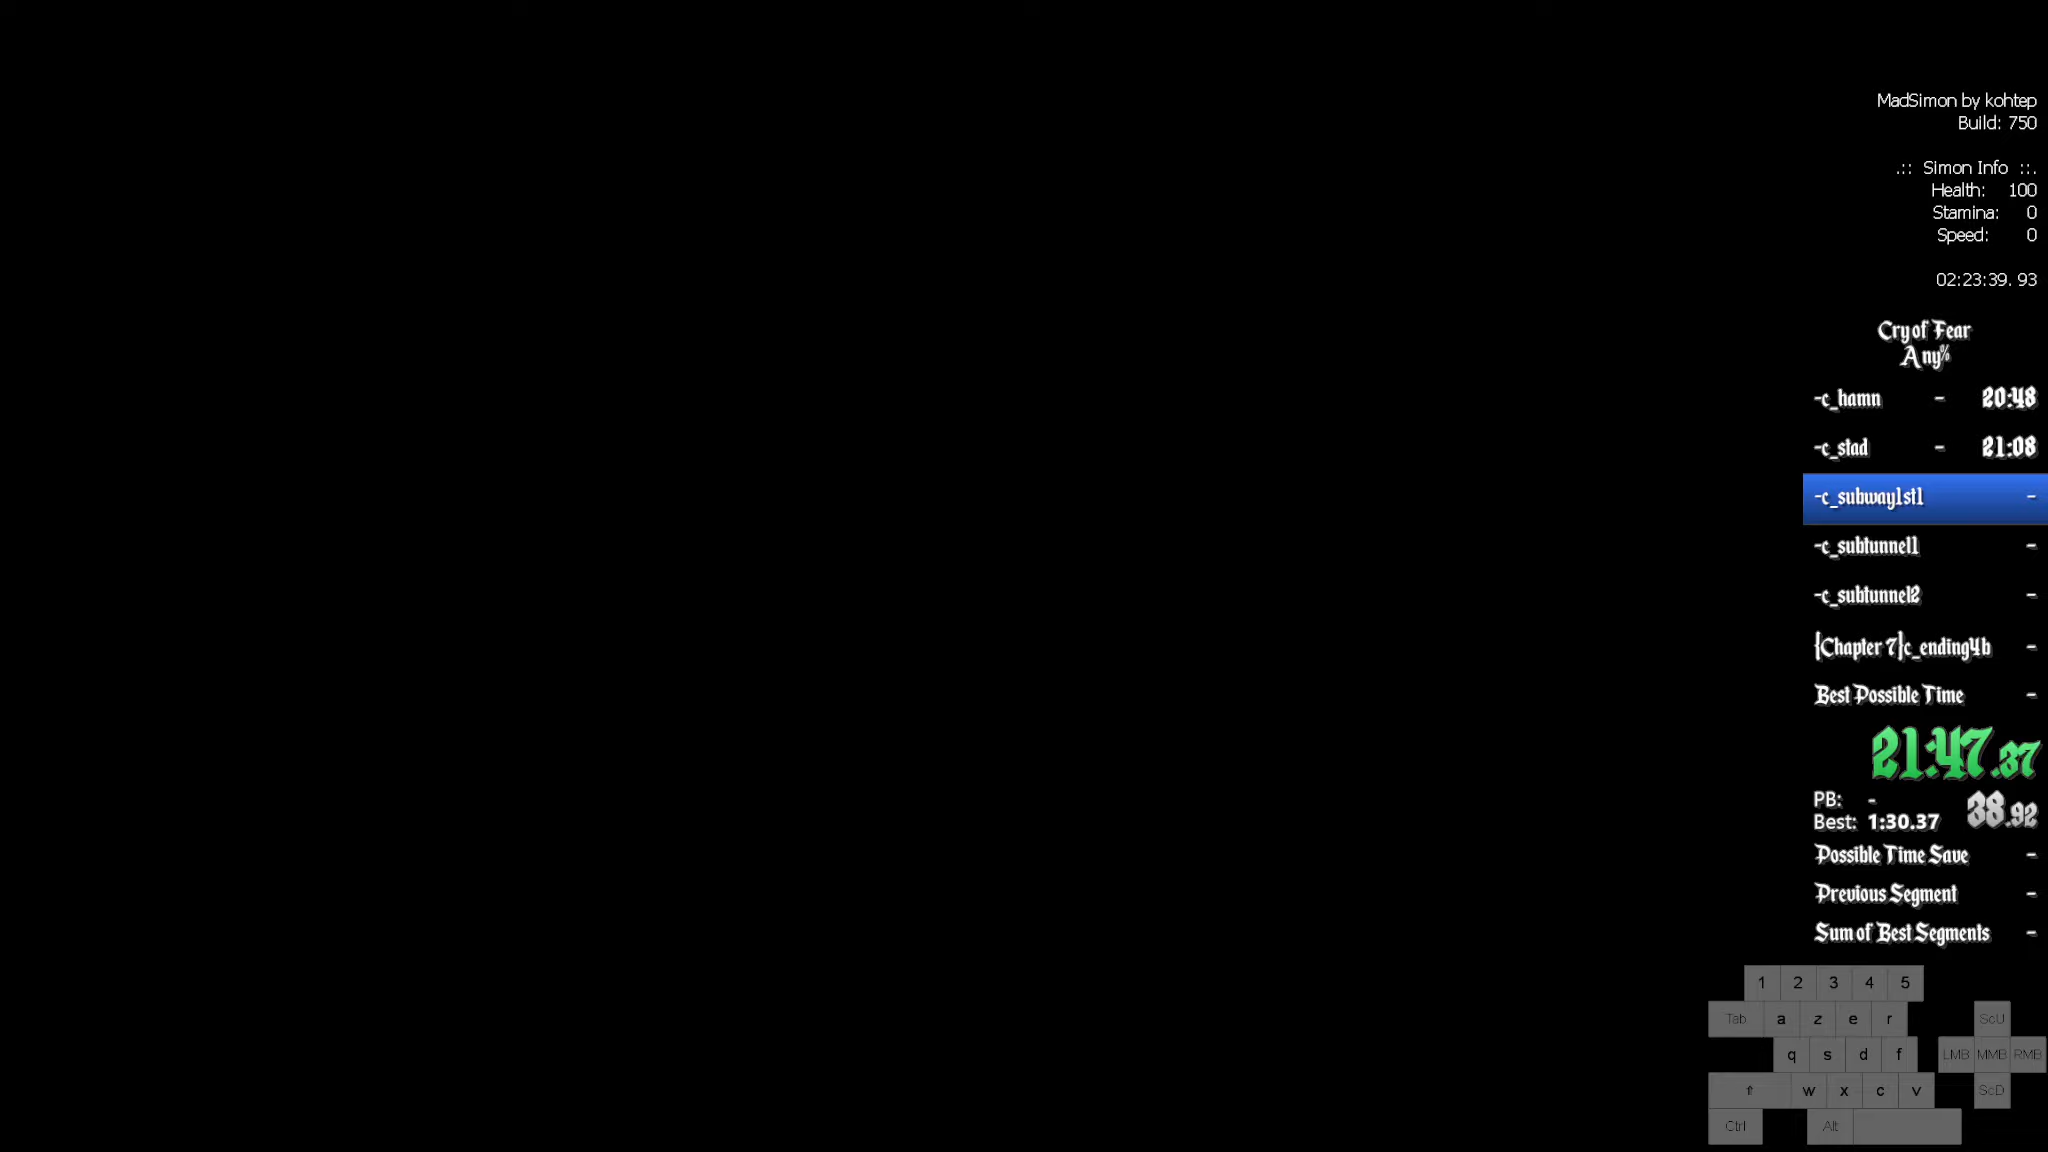 MadSimon by kohtep
Build: 750
.:: Simon Info ::.
Health: 100
Stamina: 0
Speed: 0
02:23:39. 93
Cry of Fear
Any%
-c_hamn - 20:48
-c_stad - 21:08
-c_subway1st1 -
-c_subtunnel1 -
-c_subtunnel2 -
{Chapter 7}c_ending4b -
Best Possible Time -
21:47.37
PB: - 38.92
Best: 1:30.37
Possible Time Save -
Previous Segment -
Sum of Best Segments -
1 2 3 4 5
Tab a z e r ScU
q s d f LMB MMB RMB
⇧ w x c v ScD
Ctrl Alt